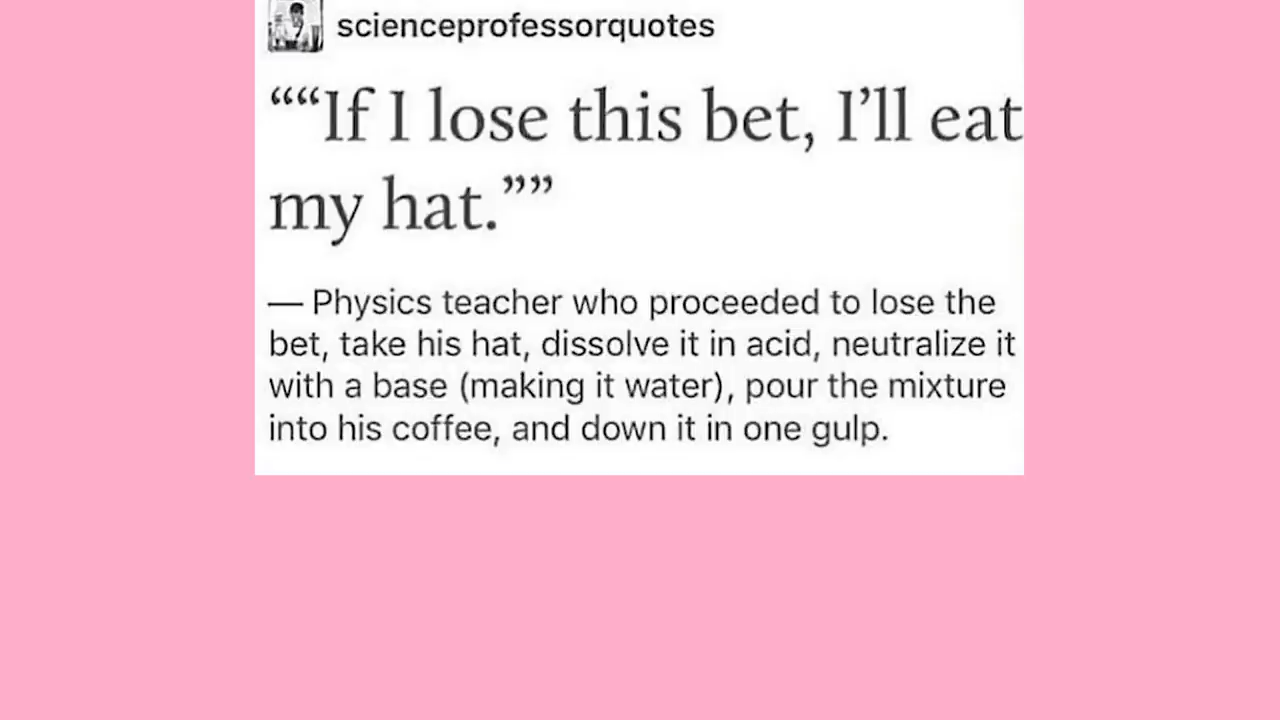 scienceprofessorquotes
““If I lose this bet, I’ll eat
my hat.””
— Physics teacher who proceeded to lose the
bet, take his hat, dissolve it in acid, neutralize it
with a base (making it water), pour the mixture
into his coffee, and down it in one gulp.